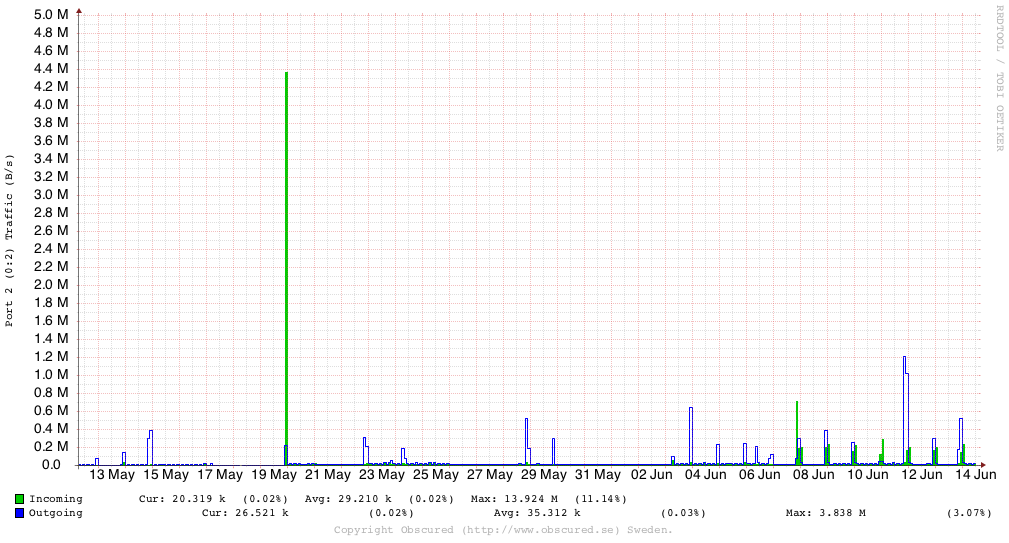 RRDTOOL / TOBI OETIKER
Port 2 (0:2) Traffic (B/s)
5.0 M
4.8 M
4.6 M
4.4 M
4.2 M
4.0 M
3.8 M
3.6 M
3.4 M
3.2 M
3.0 M
2.8 M
2.6 M
2.4 M
2.2 M
2.0 M
1.8 M
1.6 M
1.4 M
1.2 M
1.0 M
0.8 M
0.6 M
0.4 M
0.2 M
0.0
13 May 15 May 17 May 19 May 21 May 23 May 25 May 27 May 29 May 31 May 02 Jun 04 Jun 06 Jun 08 Jun 10 Jun 12 Jun 14 Jun
Incoming Cur: 20.319 k (0.02%) Avg: 29.210 k (0.02%) Max: 13.924 M (11.14%)
Outgoing Cur: 26.521 k (0.02%) Avg: 35.312 k (0.03%) Max: 3.838 M (3.07%)
Copyright Obscured (http://www.obscured.se) Sweden.